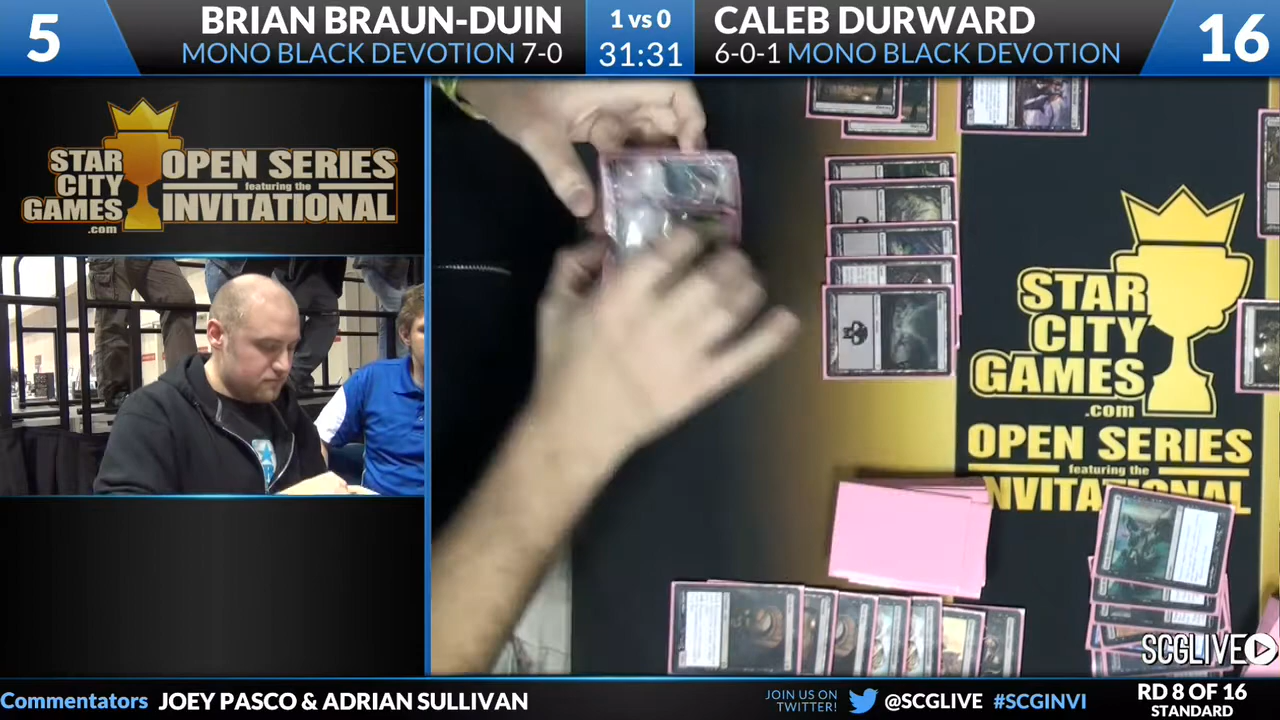 5
BRIAN BRAUN-DUIN
MONO BLACK DEVOTION 7-0
1 vs 0
31:31
CALEB DURWARD
6-0-1 MONO BLACK DEVOTION
16
STAR
CITY
GAMES
.com
OPEN SERIES
featuring the
INVITATIONAL
STAR
CITY
GAMES
.com
OPEN SERIES
featuring the
INVITATIONAL
SCGLIVE
Commentators JOEY PASCO & ADRIAN SULLIVAN
JOIN US ON
TWITTER!
@SCGLIVE #SCGINVI
RD 8 OF 16
STANDARD